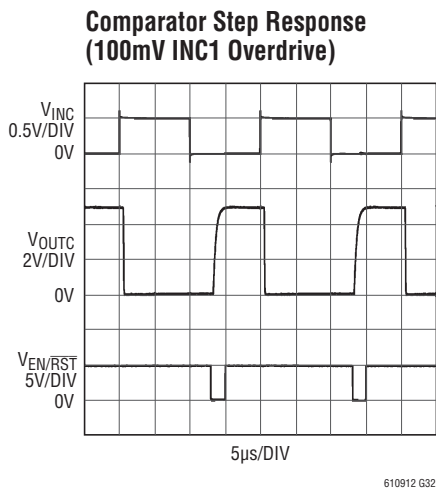 Comparator Step Response
(100mV INC1 Overdrive)
VINC
0.5V/DIV
0V
VOUTC
2V/DIV
0V
VEN/RST
5V/DIV
0V
5µs/DIV
610912 G32